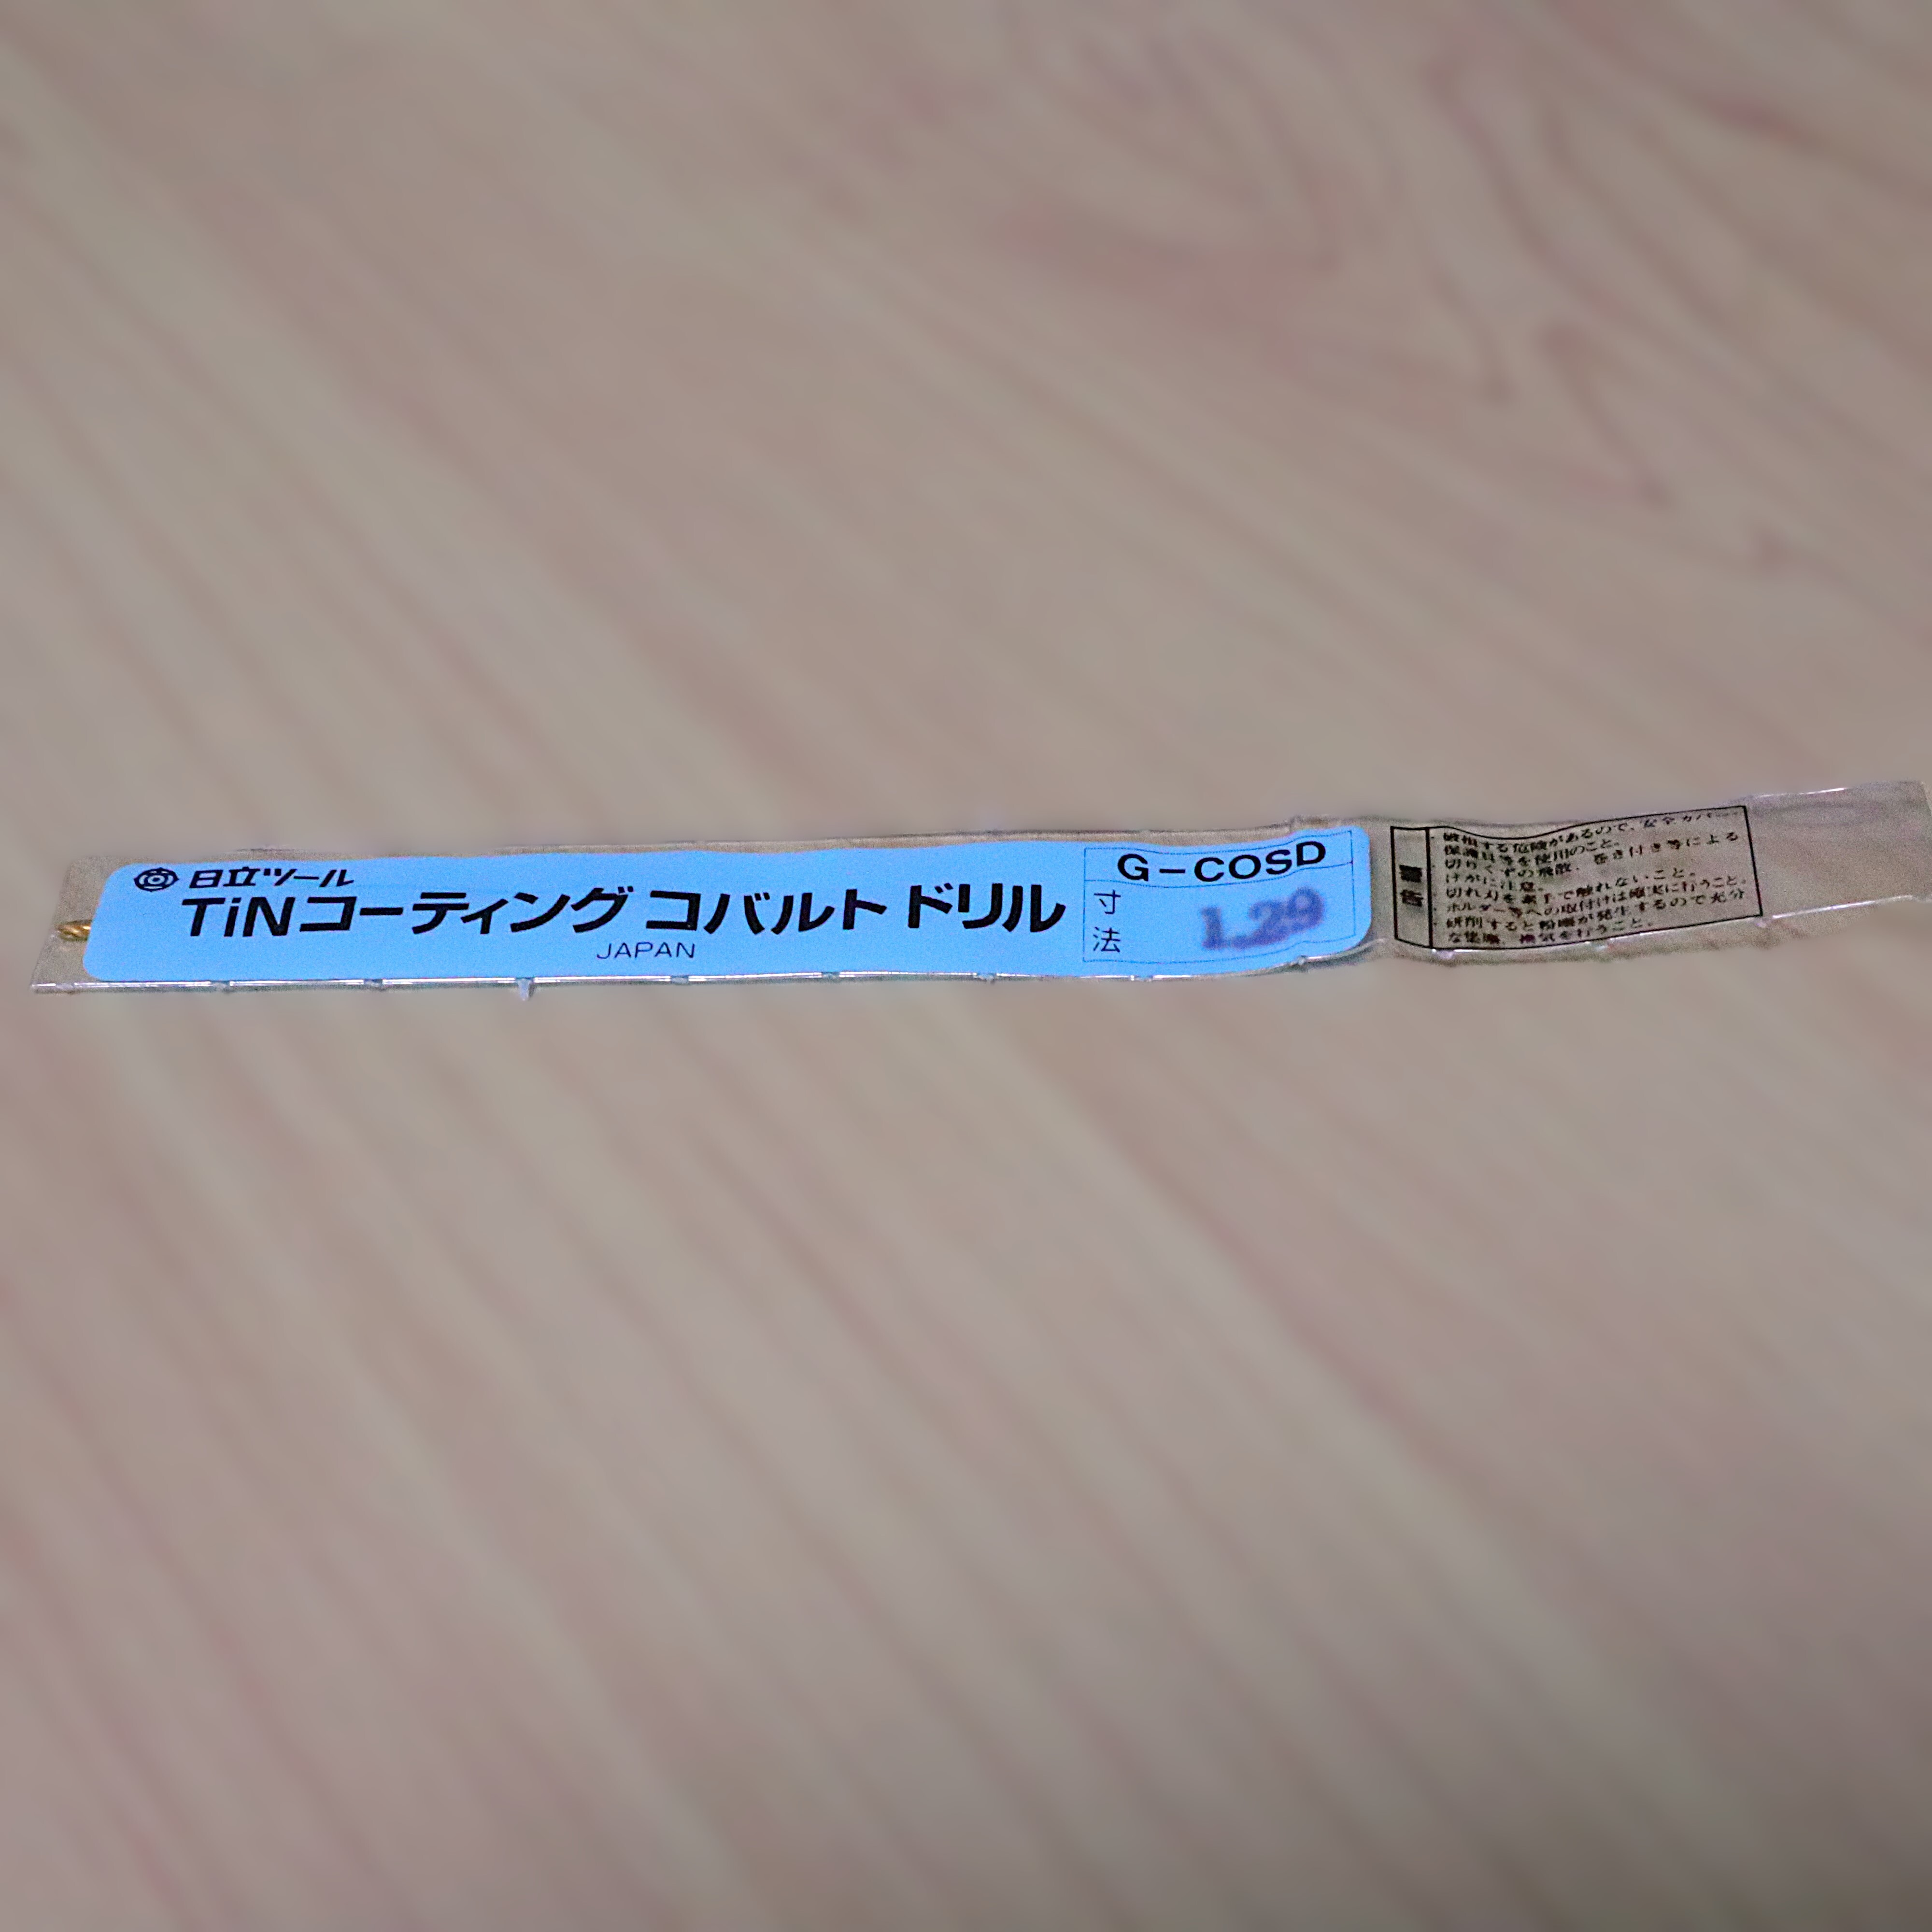 日立ツール
TiNコーティング コバルト ドリル
JAPAN
G-COSD
寸法
1.29
警告
・破損する危険があるので、安全カバー
保護具等を使用のこと。
・切りくずの飛散、巻き付き等による
けがに注意。
・切れ刃を素手で触れないこと。
・ホルダー等への取付けは確実に行うこと。
・研削すると粉塵が発生するので充分
な集塵、換気を行うこと。